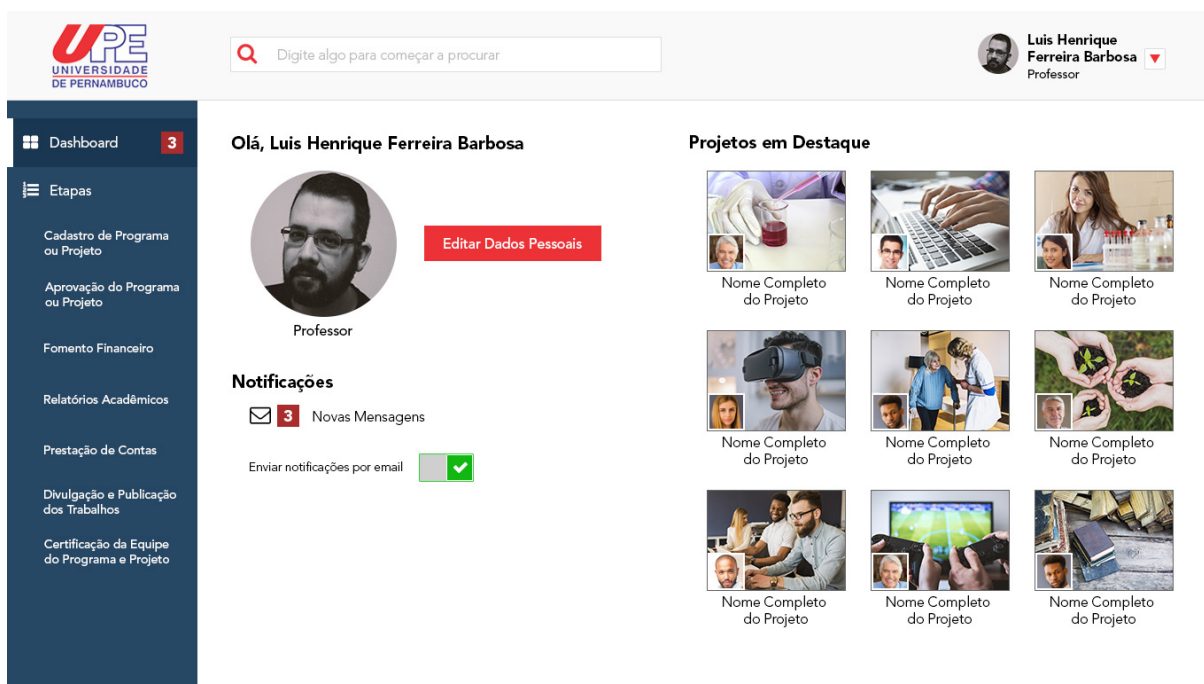 UPE
UNIVERSIDADE
DE PERNAMBUCO
Digite algo para começar a procurar
Luis Henrique
Ferreira Barbosa
Professor
Dashboard 3
Etapas
Cadastro de Programa
ou Projeto
Aprovação do Programa
ou Projeto
Fomento Financeiro
Relatórios Acadêmicos
Prestação de Contas
Divulgação e Publicação
dos Trabalhos
Certificação da Equipe
do Programa e Projeto
Olá, Luis Henrique Ferreira Barbosa
Editar Dados Pessoais
Professor
Notificações
3 Novas Mensagens
Enviar notificações por email
Projetos em Destaque
Nome Completo
do Projeto
Nome Completo
do Projeto
Nome Completo
do Projeto
Nome Completo
do Projeto
Nome Completo
do Projeto
Nome Completo
do Projeto
Nome Completo
do Projeto
Nome Completo
do Projeto
Nome Completo
do Projeto